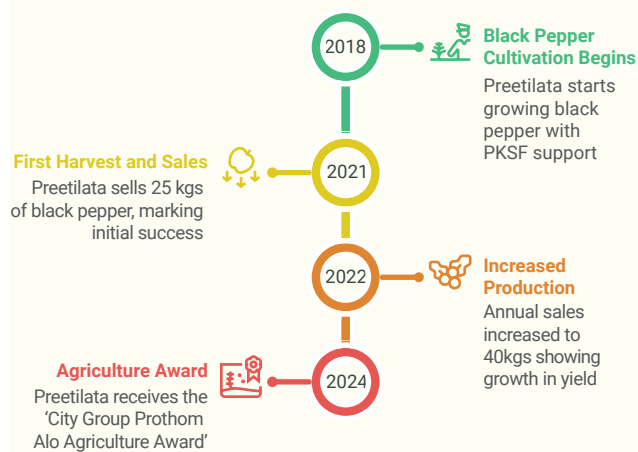 2018
Black Pepper
Cultivation Begins
Preetilata starts
growing black
pepper with
PKSF support
First Harvest and Sales
Preetilata sells 25 kgs
of black pepper, marking
initial success
2021
2022
Increased
Production
Annual sales
increased to
40kgs showing
growth in yield
Agriculture Award
Preetilata receives the
‘City Group Prothom
Alo Agriculture Award’
2024